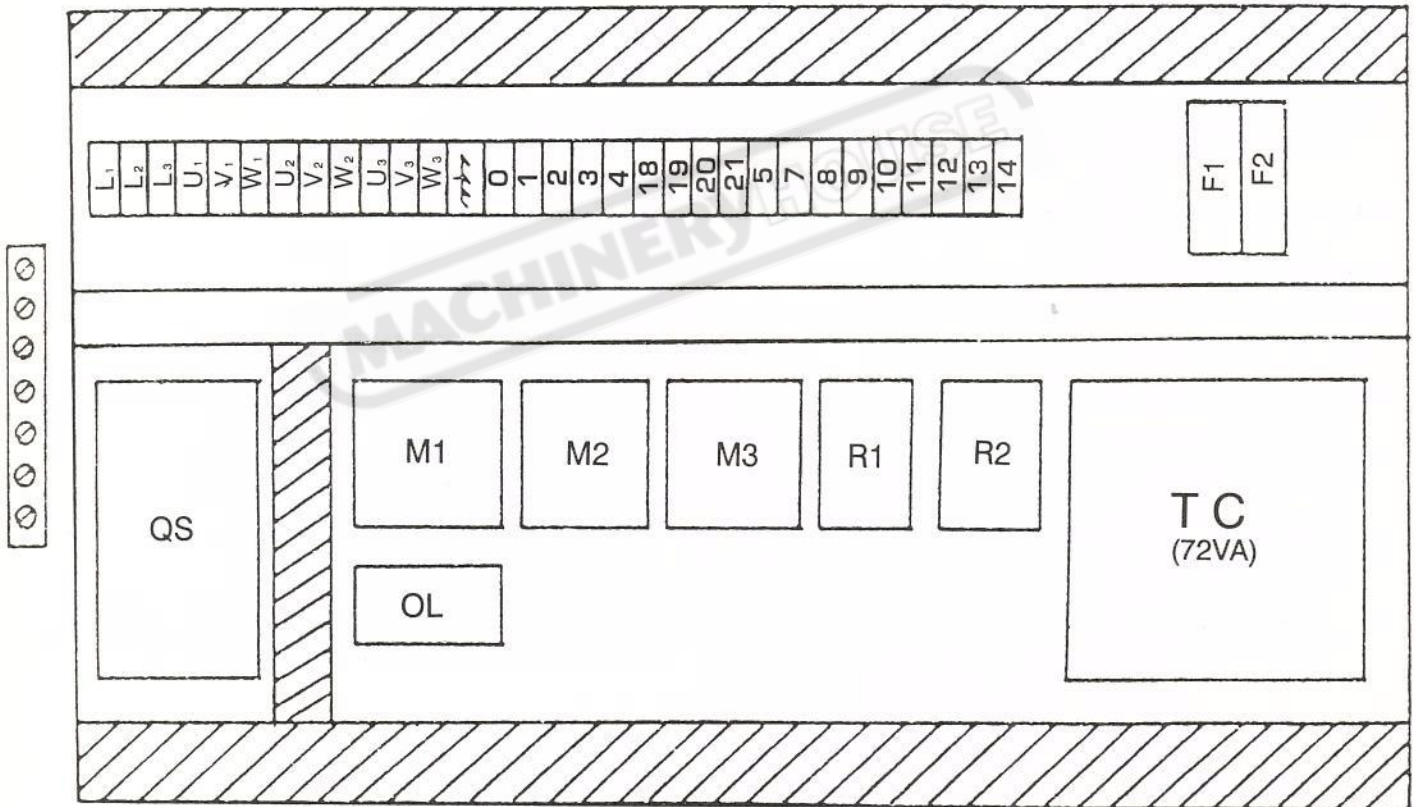 L₁ L₂ L₃ U₁ V₁ W₁ U₂ V₂ W₂ U₃ V₃ W₃ 0 1 2 3 4 18 19 20 21 5 7 8 9 10 11 12 13 14
F1 F2
MACHINERYHOUSE
QS
M1 M2 M3 R1 R2
TC
(72VA)
OL